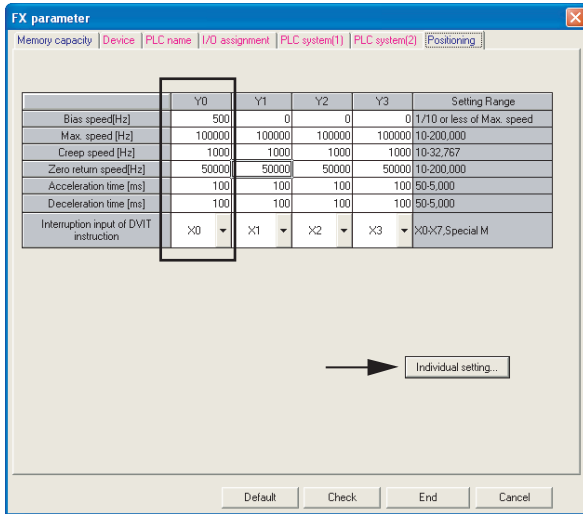 FX parameter
Memory capacity Device PLC name I/O assignment PLC system(1) PLC system(2) Positioning
Y0 Y1 Y2 Y3 Setting Range
Bias speed[Hz] 500 0 0 0 1/10 or less of Max. speed
Max. speed [Hz] 100000 100000 100000 100000 10-200,000
Creep speed [Hz] 1000 1000 1000 1000 10-32,767
Zero return speed[Hz] 50000 50000 50000 50000 10-200,000
Acceleration time [ms] 100 100 100 100 50-5,000
Deceleration time [ms] 100 100 100 100 50-5,000
Interruption input of DVIT
instruction X0 X1 X2 X3 X0-X7,Special M
Individual setting...
Default Check End Cancel